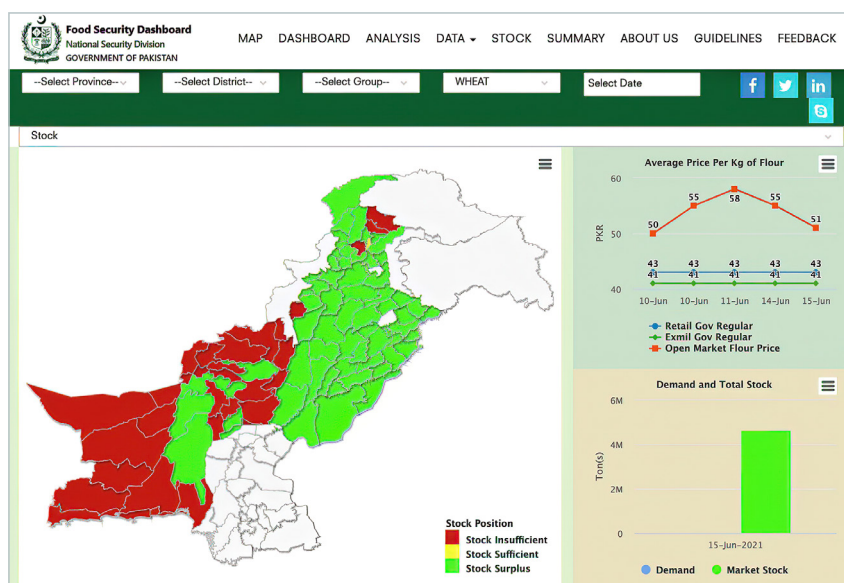 Food Security Dashboard
National Security Division
GOVERNMENT OF PAKISTAN
MAP DASHBOARD ANALYSIS DATA STOCK SUMMARY ABOUT US GUIDELINES FEEDBACK
--Select Province-- --Select District-- --Select Group-- WHEAT Select Date
Stock
Stock Position
Stock Insufficient
Stock Sufficient
Stock Surplus
Average Price Per Kg of Flour
60
50
40
PKR
50 55 58 55 51
43 43 43 43 43
41 41 41 41 41
10-Jun 10-Jun 11-Jun 14-Jun 15-Jun
Retail Gov Regular
Exmil Gov Regular
Open Market Flour Price
Demand and Total Stock
6M
4M
2M
0
Ton(s)
15-Jun-2021
Demand Market Stock